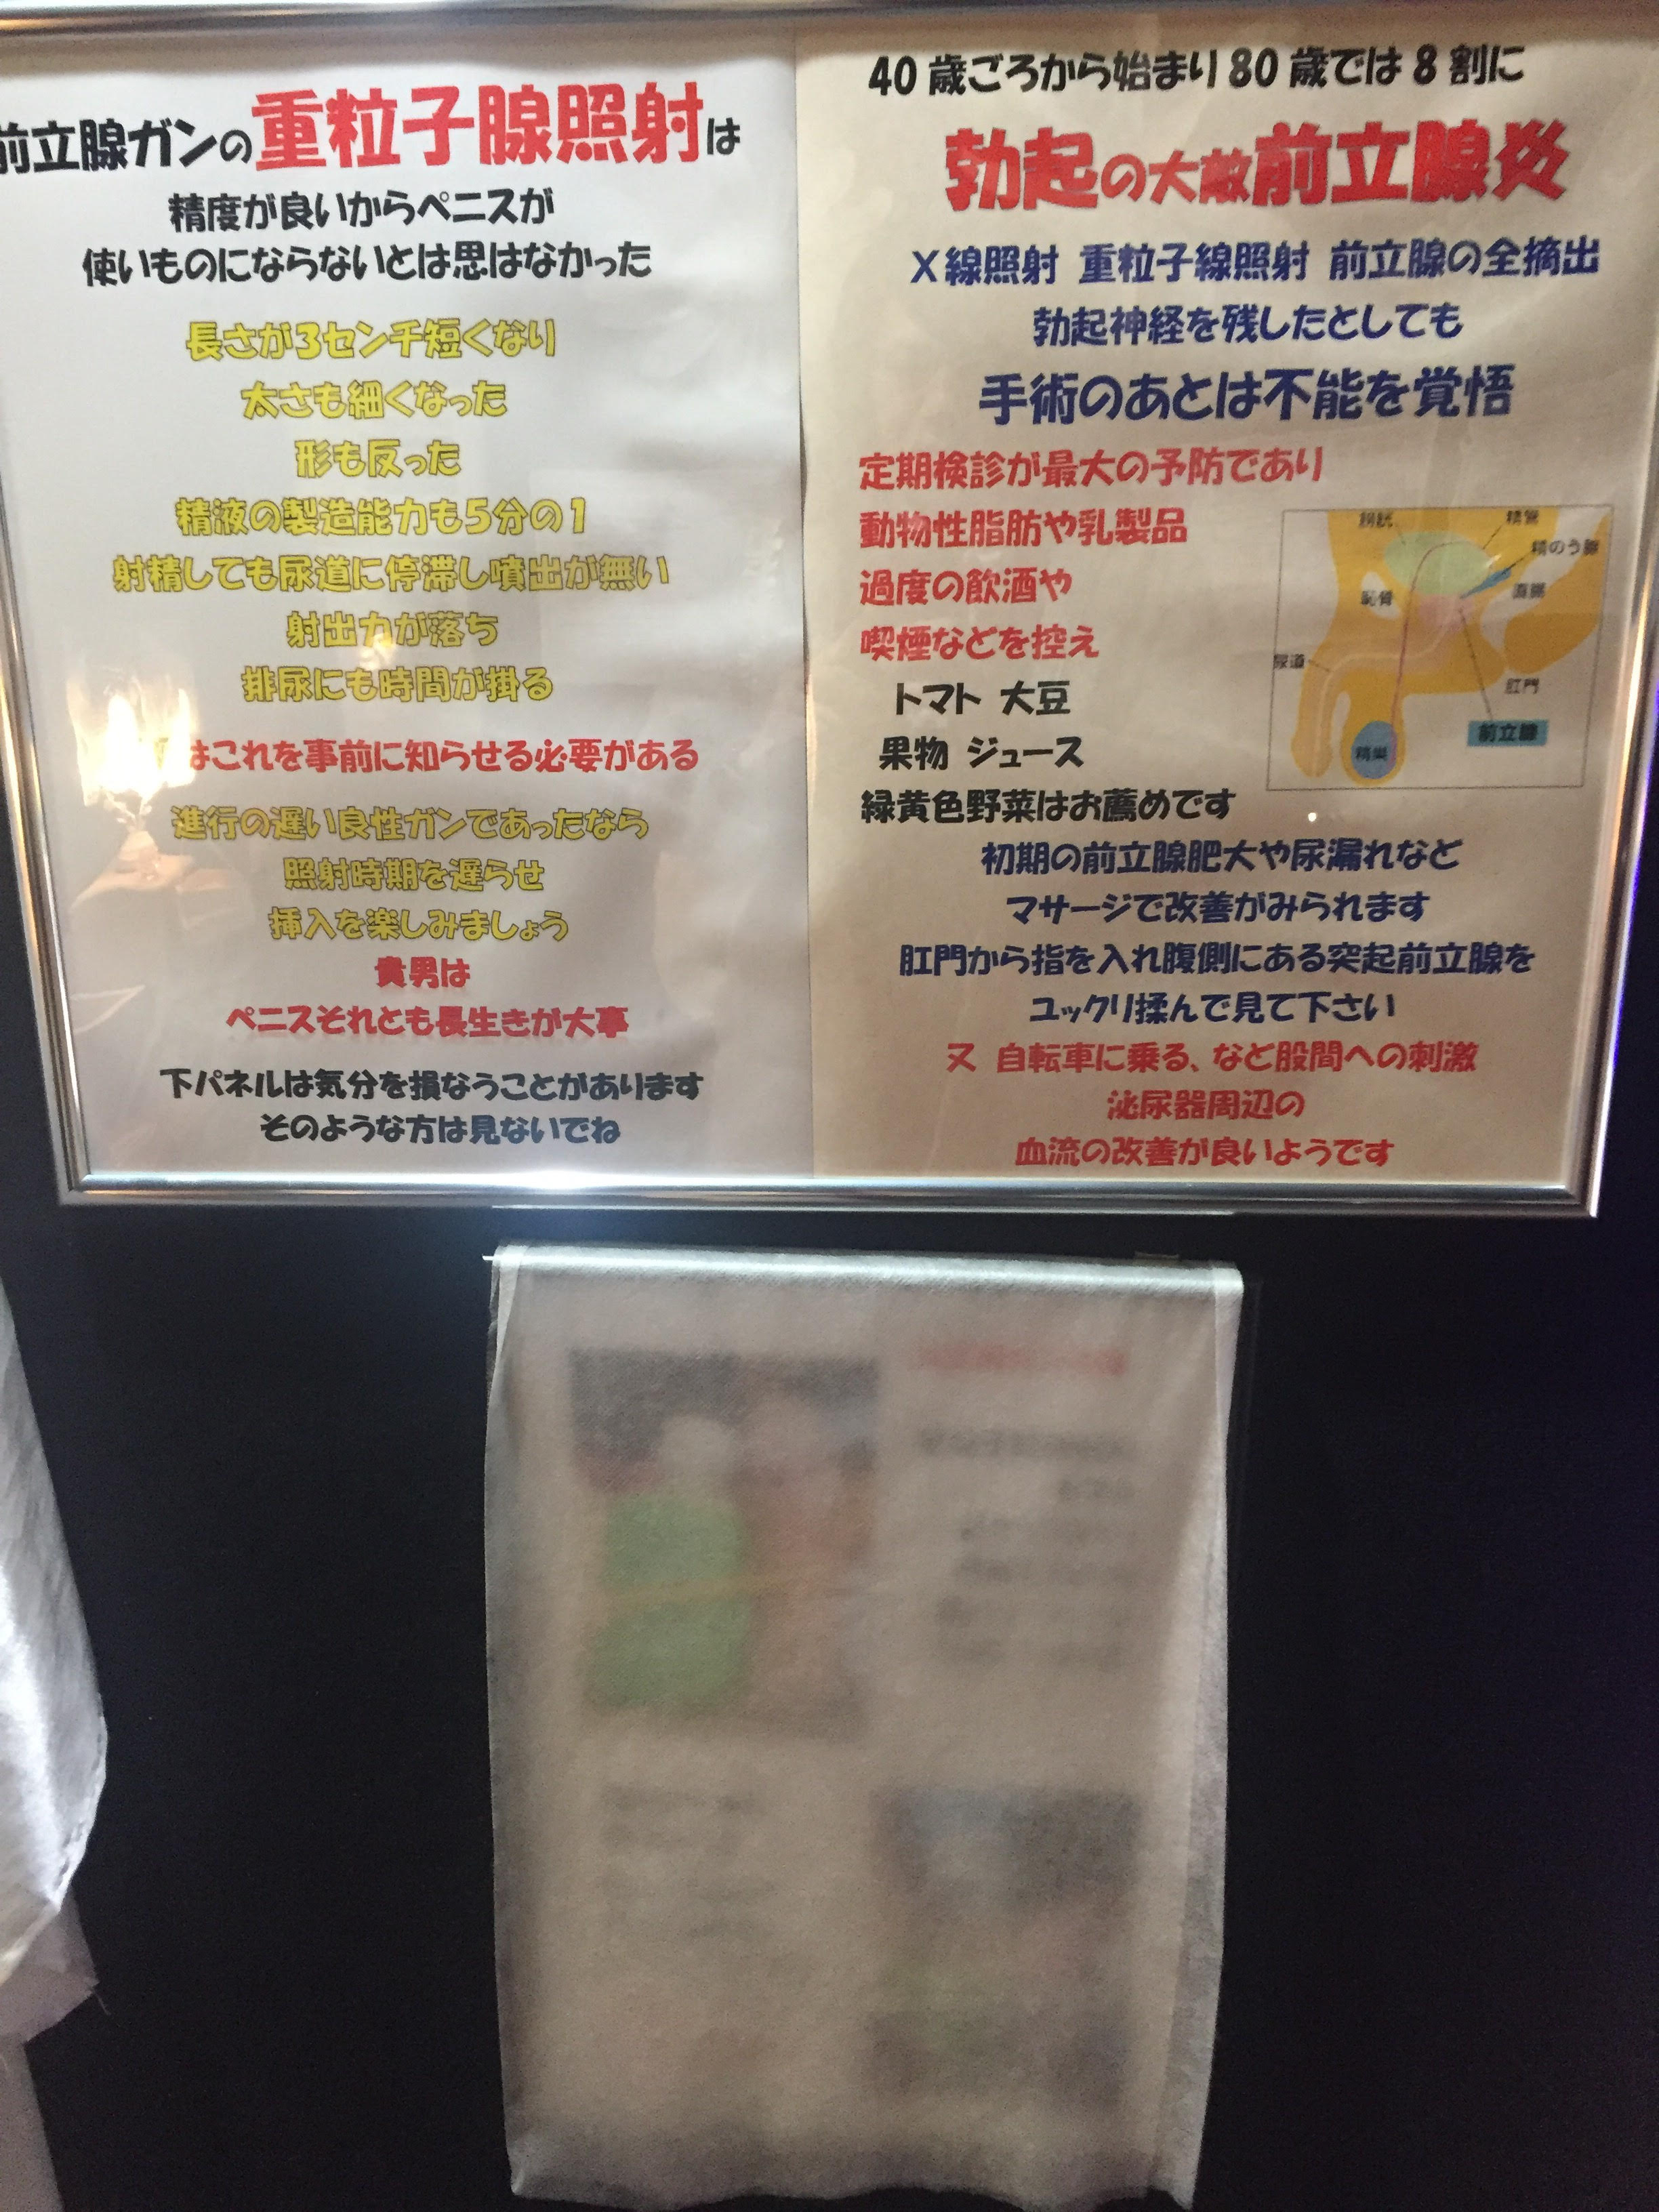 前立腺ガンの重粒子腺照射は
精度が良いからペニスが
使いものにならないとは思はなかった
長さが3センチ短くなり
太さも細くなった
形も反った
精液の製造能力も5分の1
射精しても尿道に停滞し噴出が無い
射出力が落ち
排尿にも時間が掛る
はこれを事前に知らせる必要がある
進行の遅い良性ガンであったなら
照射時期を遅らせ
挿入を楽しみましょう
貴男は
ペニスそれとも長生きが大事
下パネルは気分を損なうことがあります
そのような方は見ないでね
40歳ごろから始まり80歳では8割に
勃起の大敵前立腺炎
X線照射 重粒子線照射 前立腺の全摘出
勃起神経を残したとしても
手術のあとは不能を覚悟
定期検診が最大の予防であり
動物性脂肪や乳製品
過度の飲酒や
喫煙などを控え
トマト 大豆
果物 ジュース
緑黄色野菜はお薦めです
膀胱
精管
精のう腺
直腸
恥骨
尿道
肛門
前立腺
精巣
初期の前立腺肥大や尿漏れなど
マサージで改善がみられます
肛門から指を入れ腹側にある突起前立腺を
ユックリ揉んで見て下さい
又 自転車に乗る、など股間への刺激
泌尿器周辺の
血流の改善が良いようです